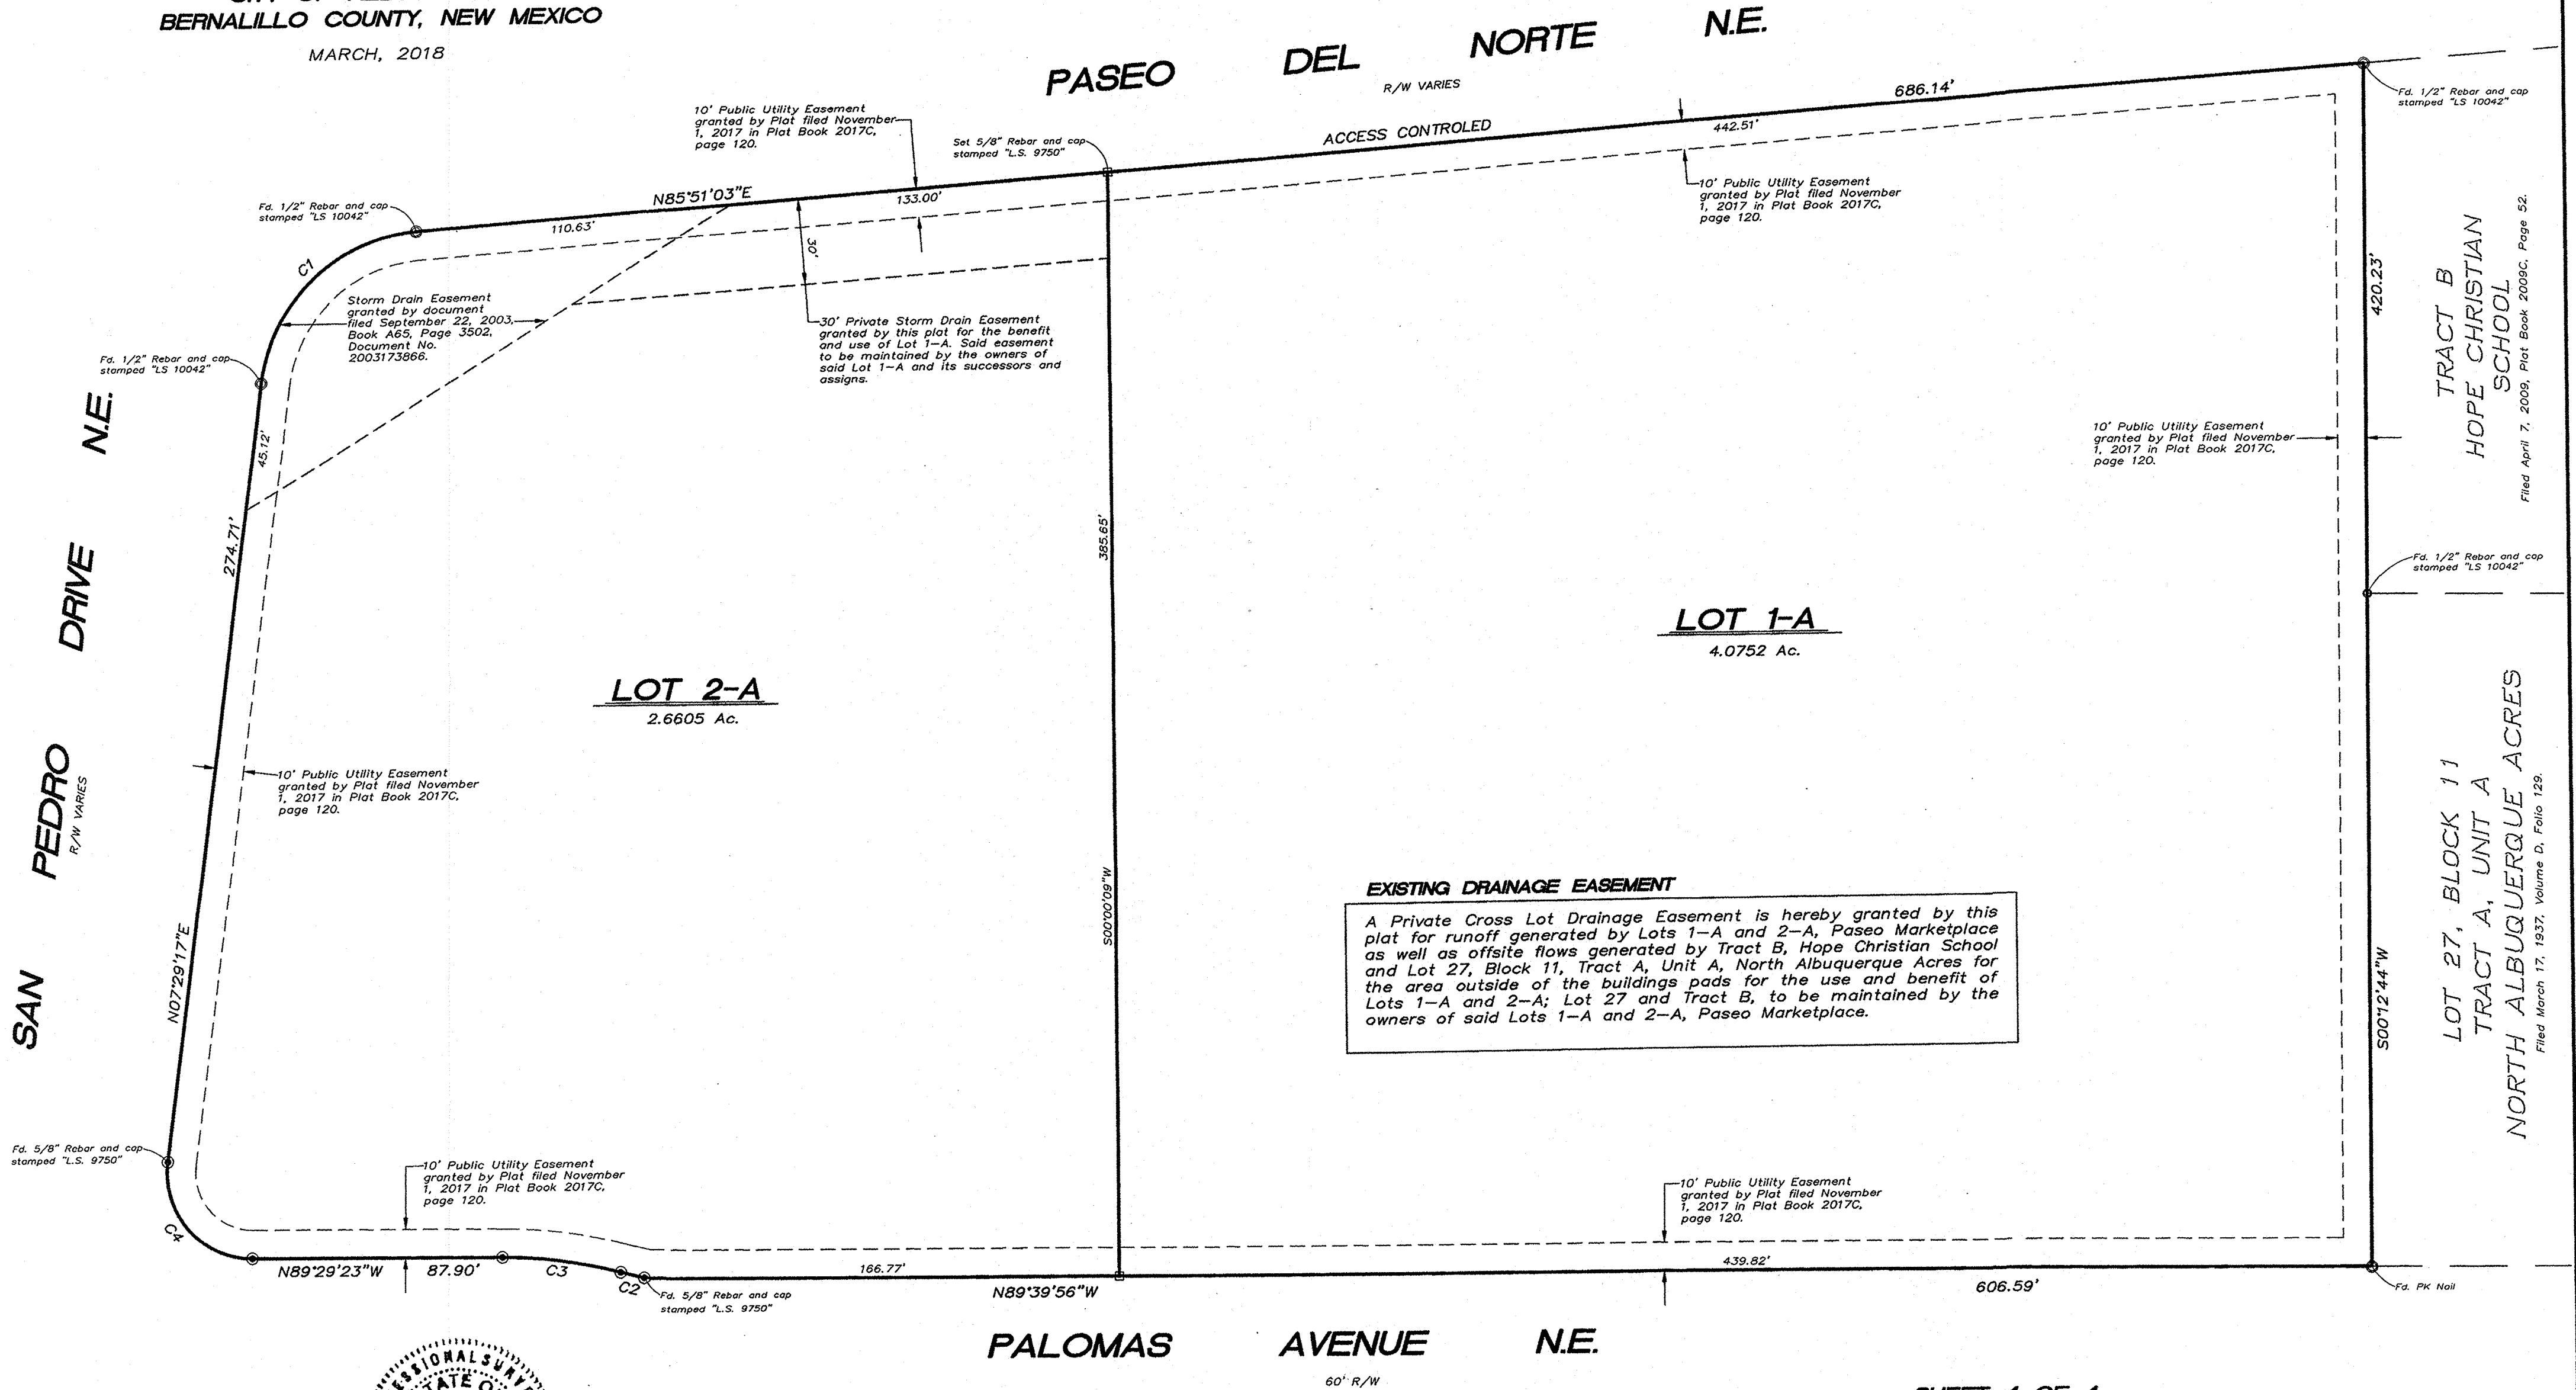 BERNALILLO COUNTY, NEW MEXICO
MARCH, 2018
PASEO DEL NORTE N.E.
R/W VARIES
686.14'
ACCESS CONTROLED
442.51'
Fd. 1/2" Rebar and cap
stamped "LS 10042"
10' Public Utility Easement
granted by Plat filed November
1, 2017 in Plat Book 2017C,
page 120.
Set 5/8" Rebar and cap
stamped "L.S. 9750"
10' Public Utility Easement
granted by Plat filed November
1, 2017 in Plat Book 2017C,
page 120.
Fd. 1/2" Rebar and cap
stamped "LS 10042"
N85°51'03"E
133.00'
110.63'
30'
C1
Storm Drain Easement
granted by document
filed September 22, 2003,
Book A65, Page 3502,
Document No.
2003173866.
30' Private Storm Drain Easement
granted by this plat for the benefit
and use of Lot 1-A. Said easement
to be maintained by the owners of
said Lot 1-A and its successors and
assigns.
Fd. 1/2" Rebar and cap
stamped "LS 10042"
45.12'
274.71'
N07°29'17"E
SAN PEDRO DRIVE N.E.
R/W VARIES
385.65'
S00°00'09"W
420.23'
S00°12'44"W
TRACT B
HOPE CHRISTIAN
SCHOOL
Filed April 7, 2009, Plat Book 2009C, Page 52.
10' Public Utility Easement
granted by Plat filed November
1, 2017 in Plat Book 2017C,
page 120.
Fd. 1/2" Rebar and cap
stamped "LS 10042"
LOT 1-A
4.0752 Ac.
LOT 2-A
2.6605 Ac.
10' Public Utility Easement
granted by Plat filed November
1, 2017 in Plat Book 2017C,
page 120.
LOT 27, BLOCK 11
TRACT A, UNIT A
NORTH ALBUQUERQUE ACRES
Filed March 17, 1937, Volume D, Folio 129.
EXISTING DRAINAGE EASEMENT
A Private Cross Lot Drainage Easement is hereby granted by this
plat for runoff generated by Lots 1-A and 2-A, Paseo Marketplace
as well as offsite flows generated by Tract B, Hope Christian School
and Lot 27, Block 11, Tract A, Unit A, North Albuquerque Acres for
the area outside of the buildings pads for the use and benefit of
Lots 1-A and 2-A; Lot 27 and Tract B, to be maintained by the
owners of said Lots 1-A and 2-A, Paseo Marketplace.
Fd. 5/8" Rebar and cap
stamped "L.S. 9750"
10' Public Utility Easement
granted by Plat filed November
1, 2017 in Plat Book 2017C,
page 120.
10' Public Utility Easement
granted by Plat filed November
1, 2017 in Plat Book 2017C,
page 120.
C4
N89°29'23"W 87.90'
C3
C2
166.77'
439.82'
Fd. 5/8" Rebar and cap
stamped "L.S. 9750"
N89°39'56"W
606.59'
Fd. PK Nail
PALOMAS AVENUE N.E.
60' R/W